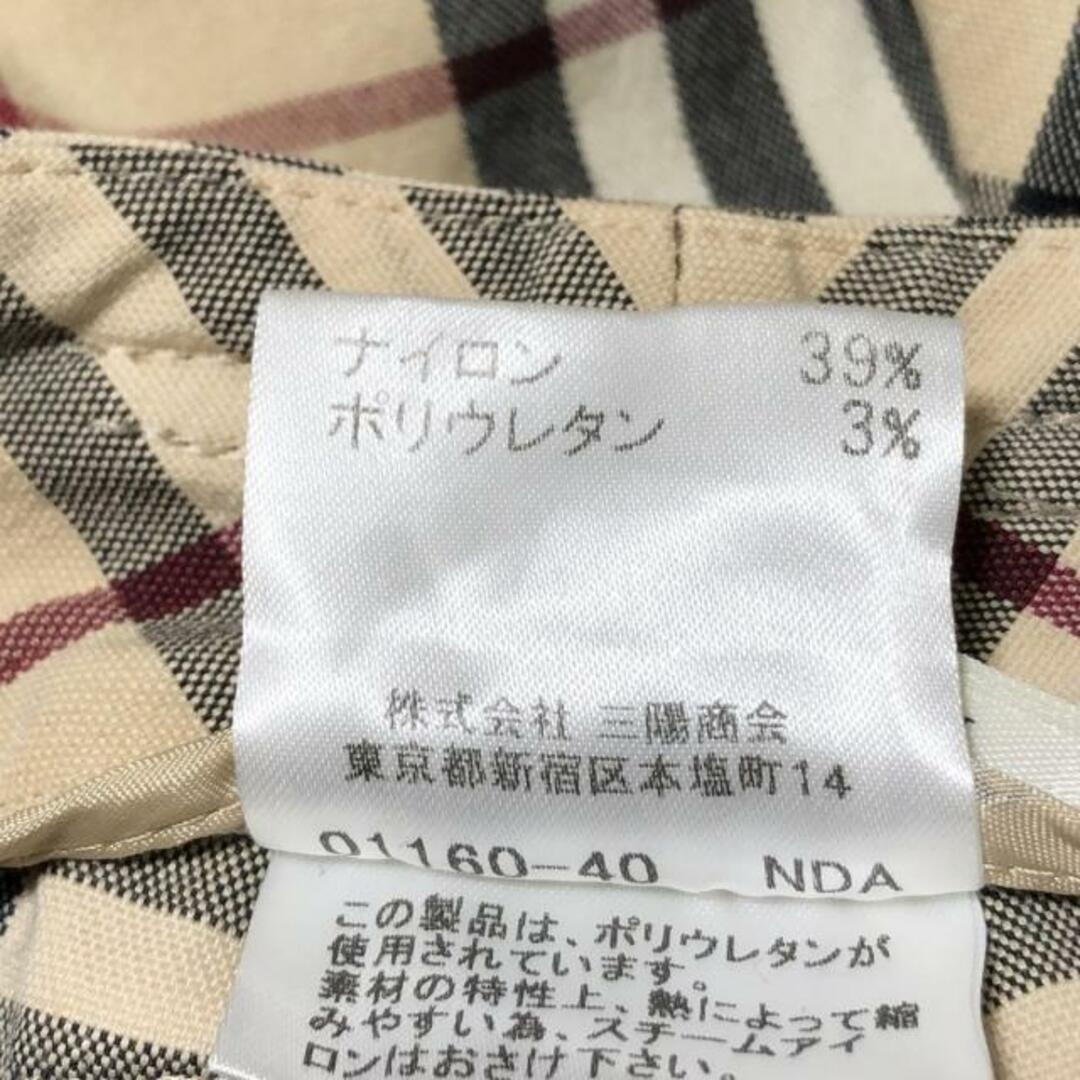 ナイロン 39%
ポリウレタン 3%
株式会社 三陽商会
東京都新宿区本塩町14
01160-40 NDA
この製品は、ポリウレタンが
使用されています。
素材の特性上、熱によって縮
みやすい為、スチームアイ
ロンはおさけ下さい。